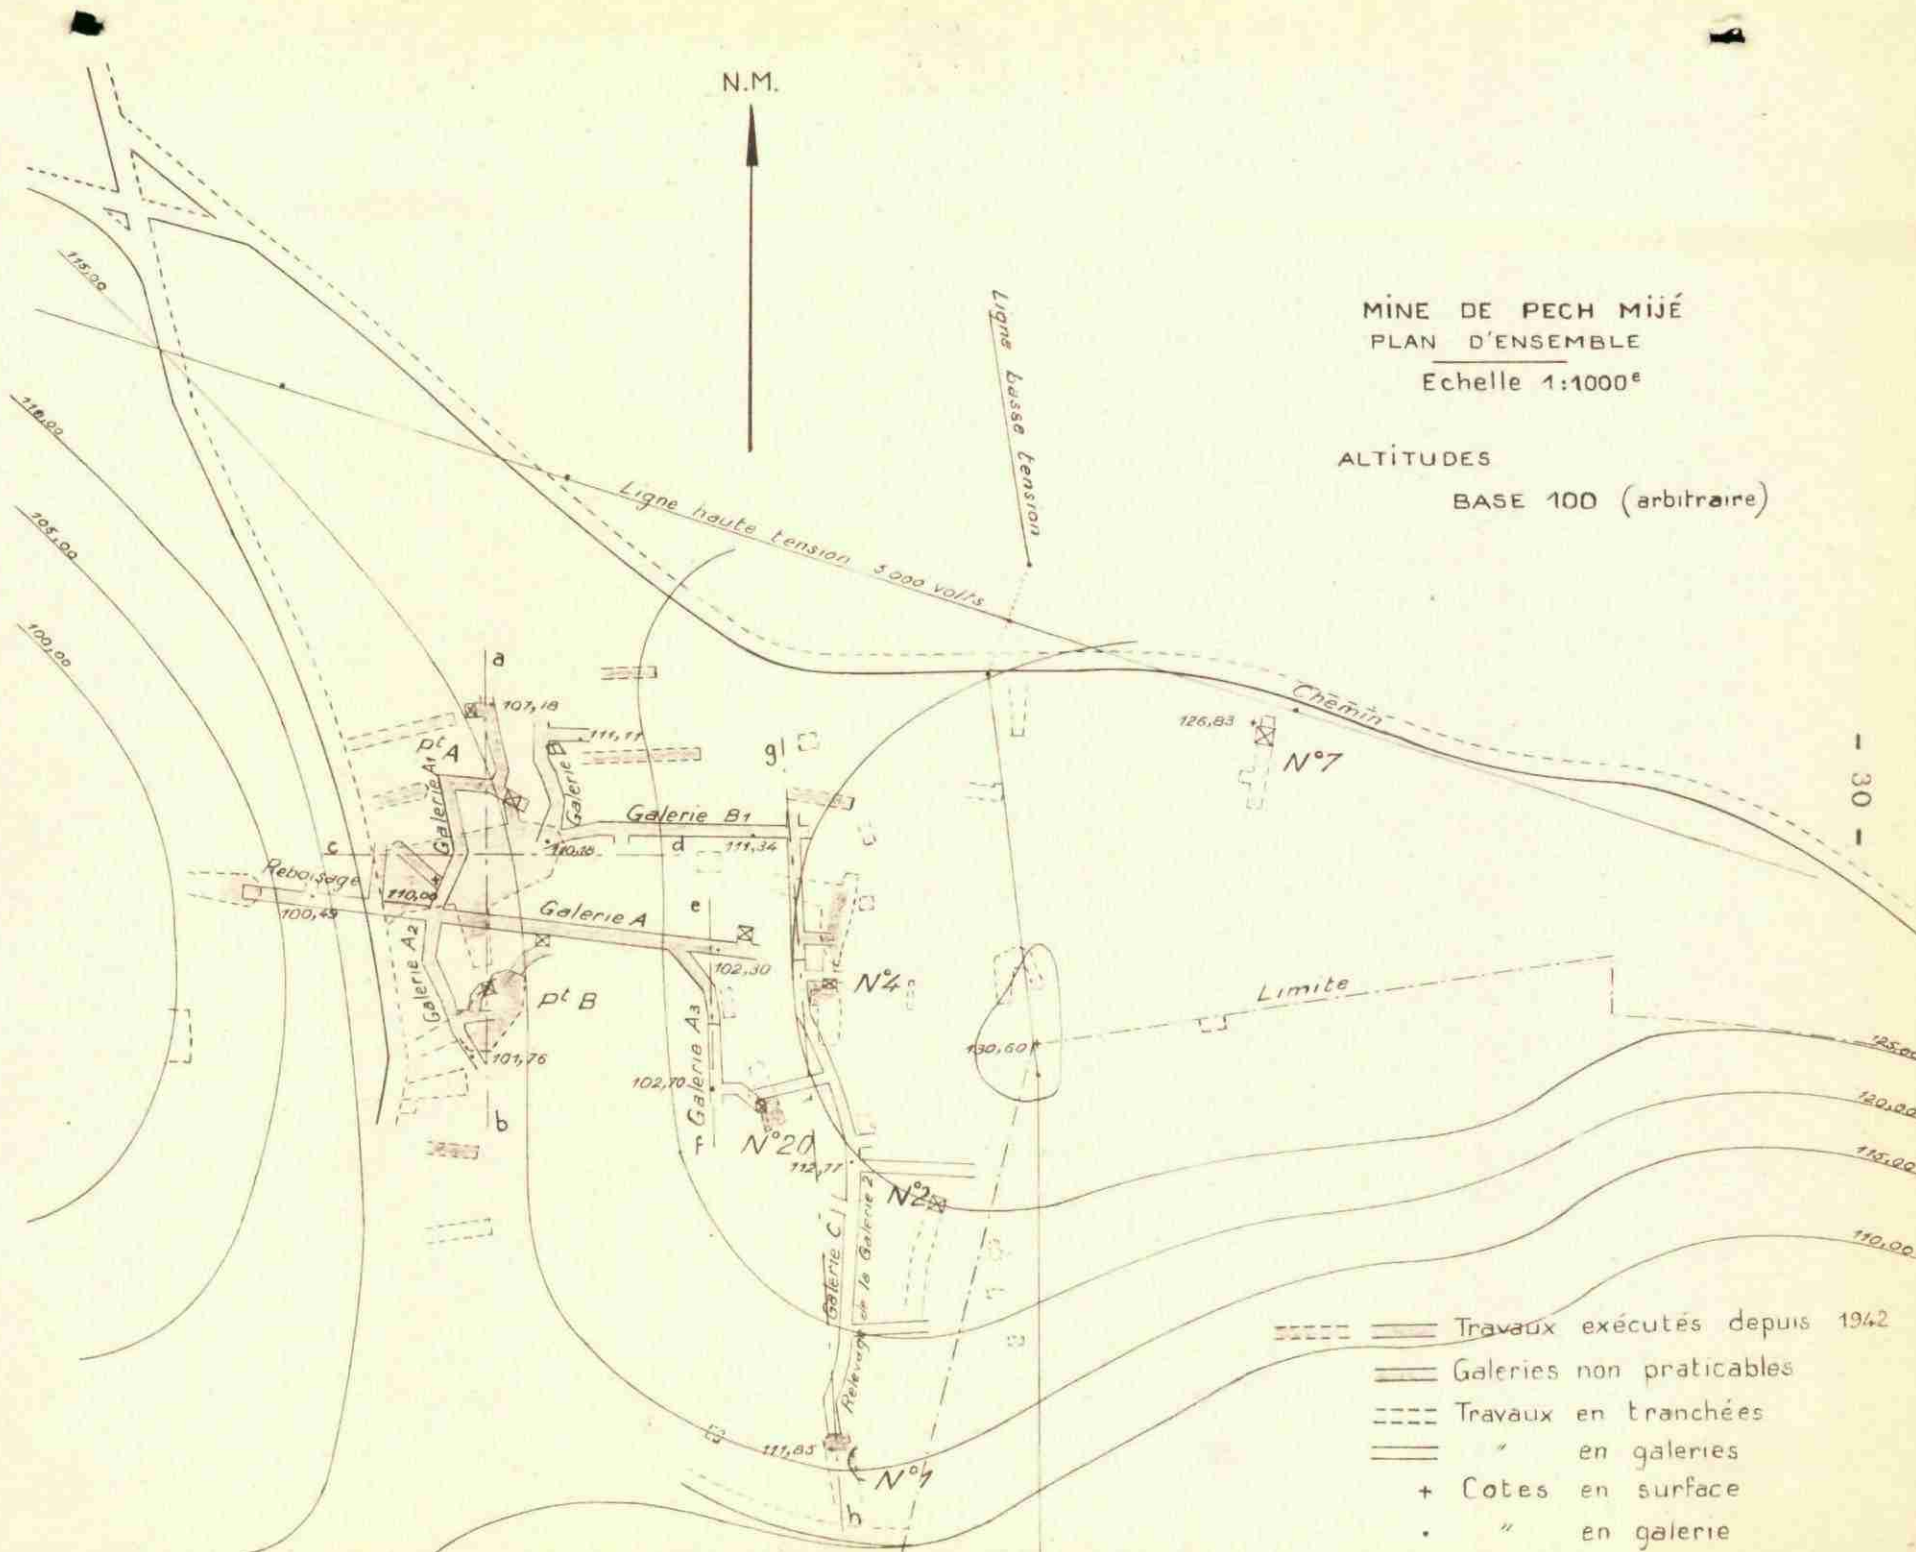 N.M.
MINE DE PECH MIJÉ
PLAN D'ENSEMBLE
Echelle 1:1000e
ALTITUDES
BASE 100 (arbitraire)
115,00
110,00
105,00
100,00
Ligne basse tension
Ligne haute tension 5000 volts
Chemin
126,83
N°7
- 30 -
a
107,18
pt A
Galerie A1
111,11
Galerie B
g
Galerie B1
c
110,18
d
111,34
Reboisage
110,00
100,49
Galerie A
e
Galerie A2
102,30
N°4
pt B
Limite
101,76
130,60
Galerie A3
102,70
b
f
N°20
112,77
N°2
Galerie C
Relevage de la Galerie 2
111,85
N°1
h
125,00
120,00
115,00
110,00
Travaux exécutés depuis 1942
Galeries non praticables
Travaux en tranchées
" en galeries
+ Cotes en surface
. " en galerie